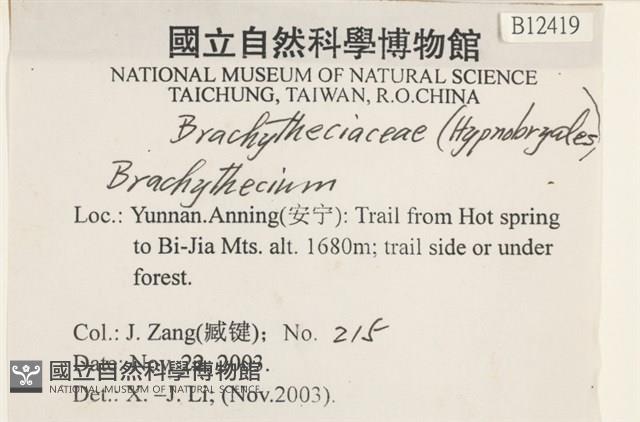 B12419
國立自然科學博物館
NATIONAL MUSEUM OF NATURAL SCIENCE
TAICHUNG, TAIWAN, R.O.CHINA
Brachytheciaceae (Hypnobryales)
Brachythecium
Loc.: Yunnan.Anning(安宁): Trail from Hot spring
to Bi-Jia Mts. alt. 1680m; trail side or under
forest.
Col.: J. Zang(臧键); No. 215
Date: Nov. 22, 2003.
國立自然科學博物館
NATIONAL MUSEUM OF NATURAL SCIENCE
Det.: X. –J. Li, (Nov.2003).